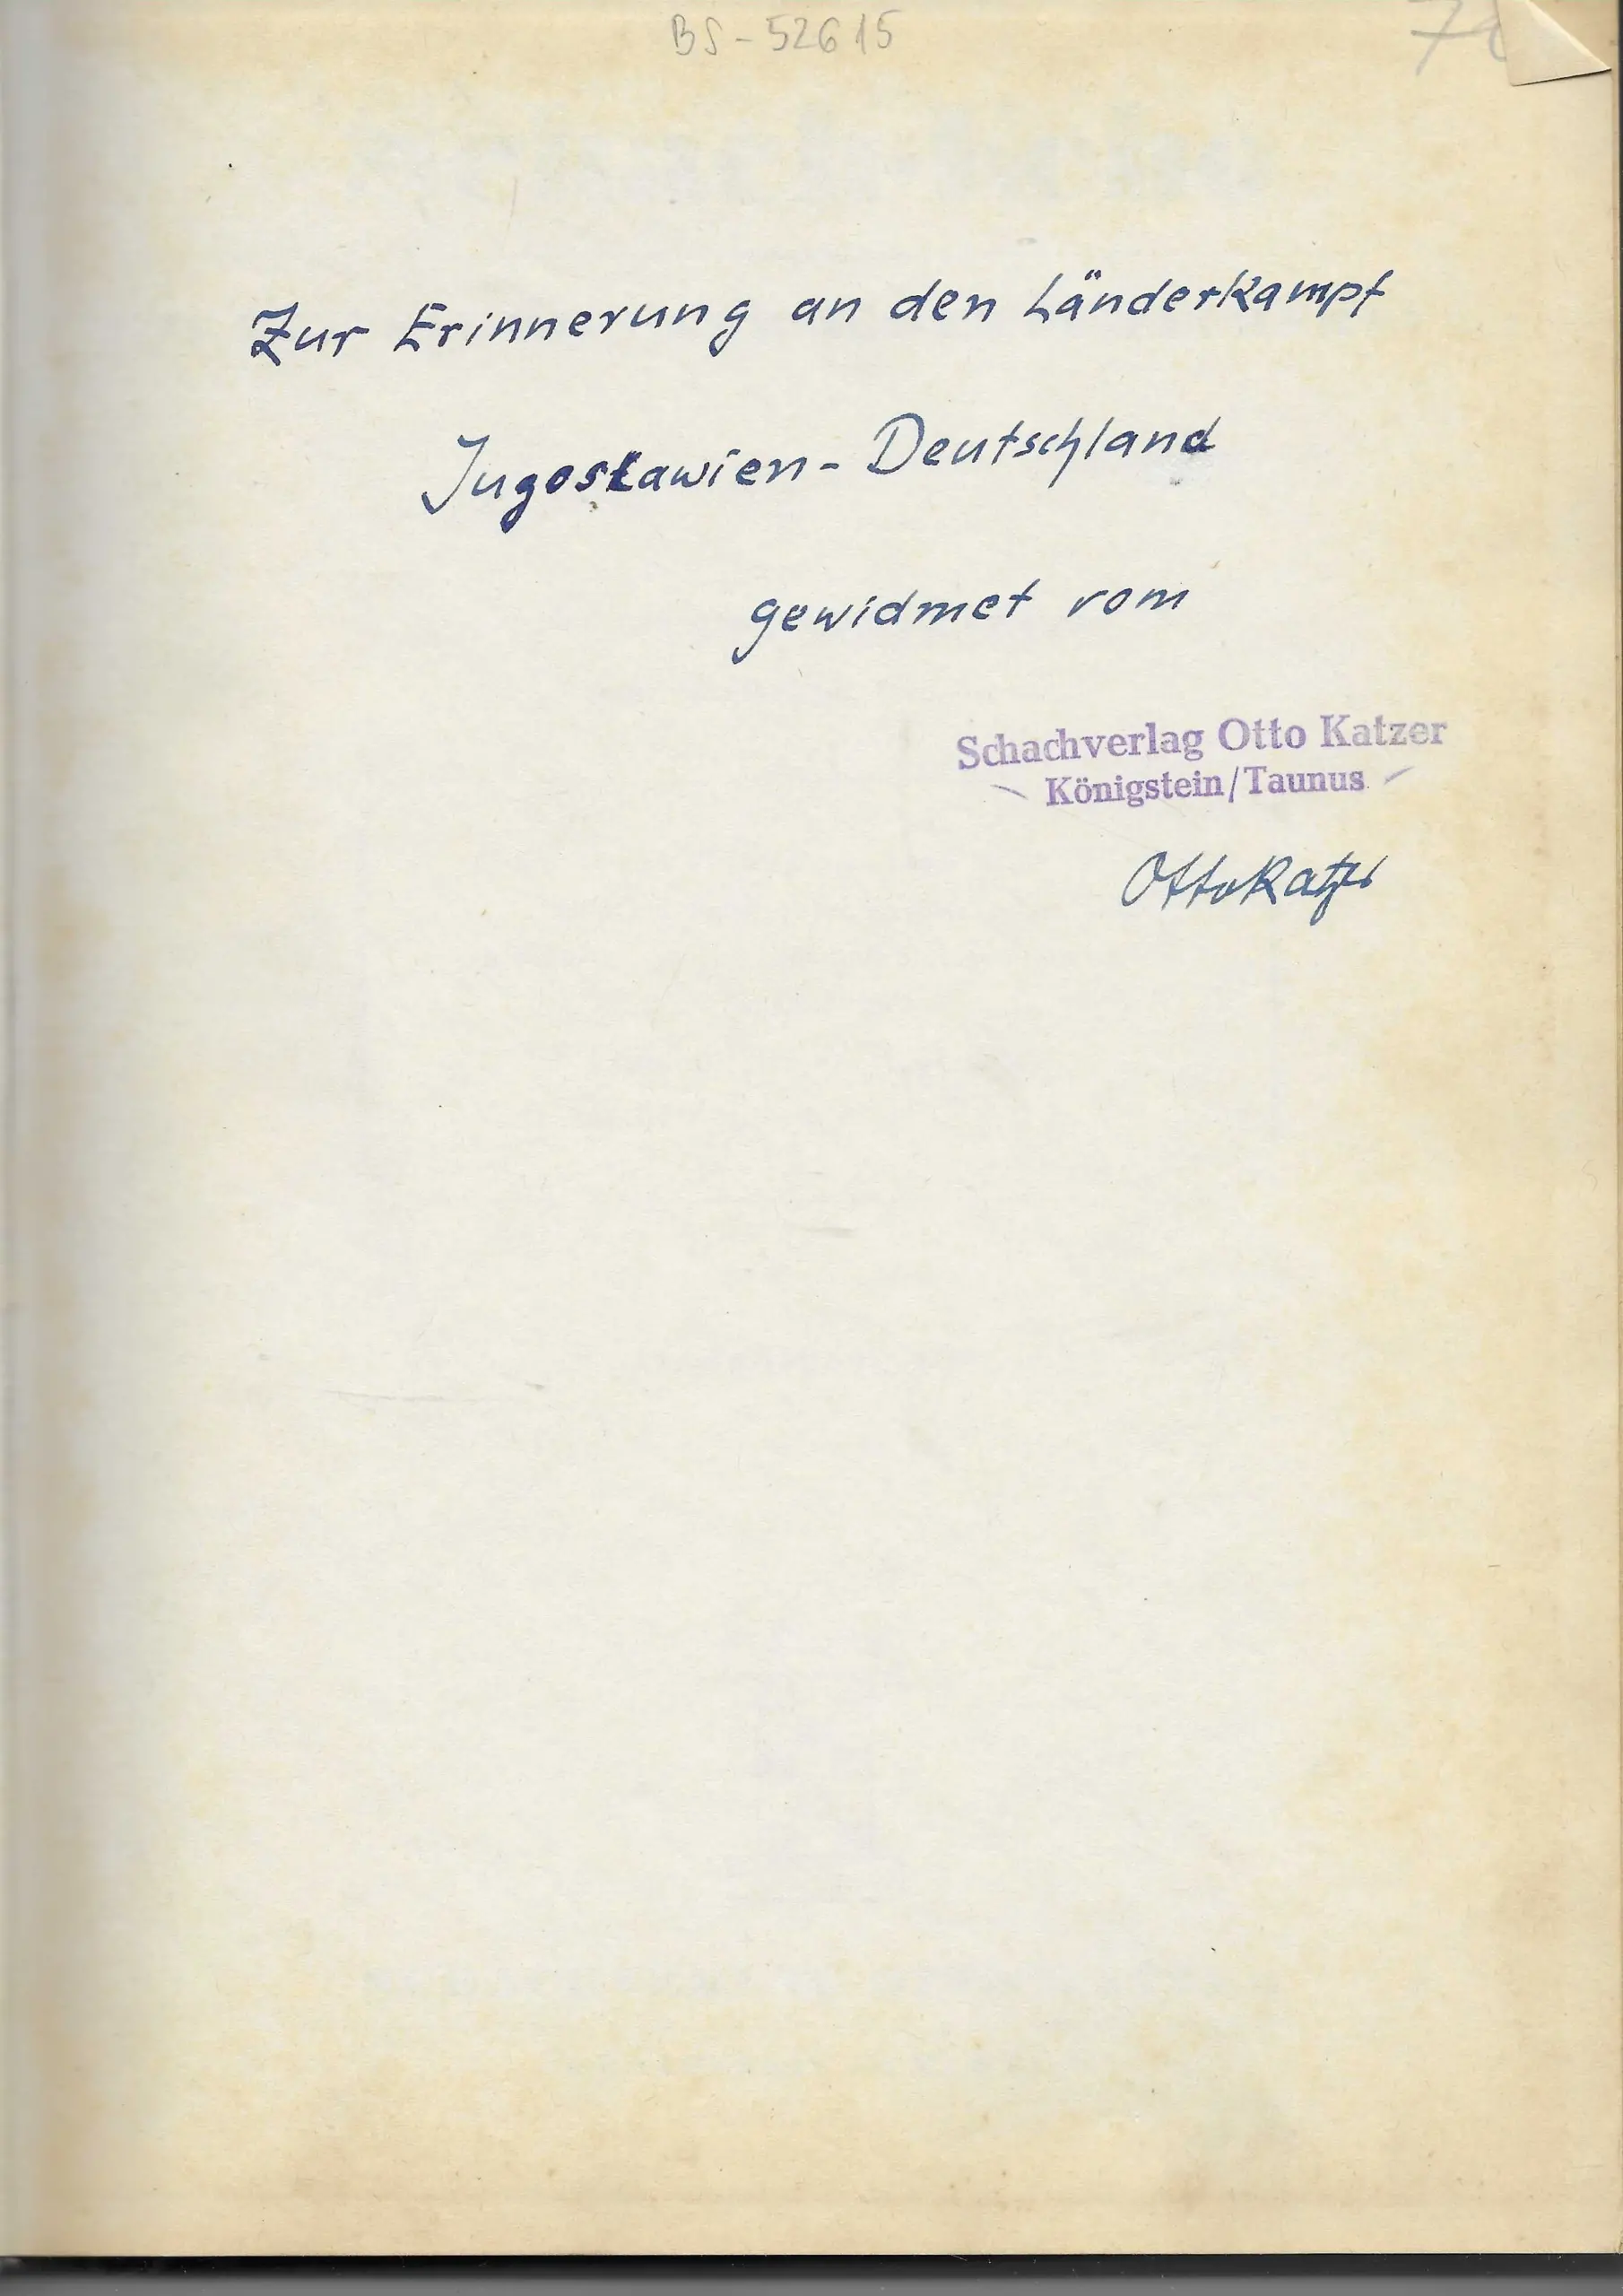 BS-52615
Zur Erinnerung an den Länderkampf
Jugoslawien-Deutschland
gewidmet vom
Schachverlag Otto Katzer
Königstein/Taunus
Otto Katzer